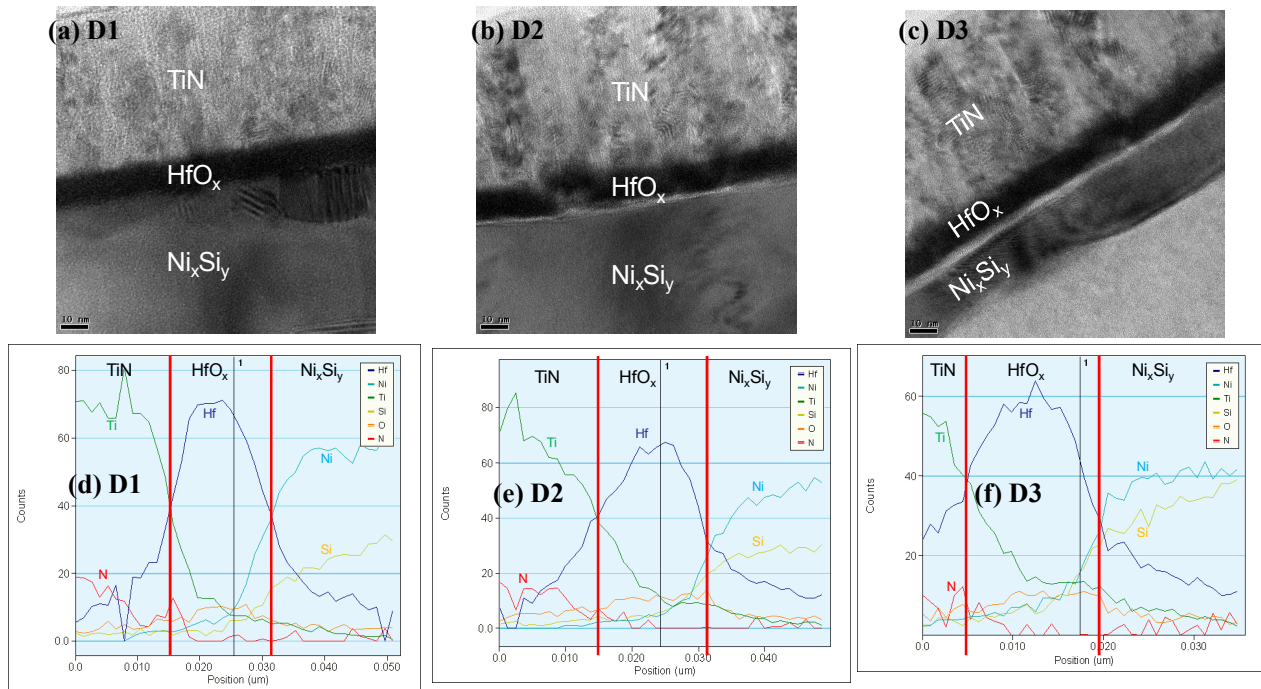 (a) D1
TiN
HfOx
NixSiy
10 nm
(b) D2
TiN
HfOx
NixSiy
10 nm
(c) D3
TiN
HfOx
NixSiy
10 nm
TiN HfOx 1 NixSiy
Hf
Ni
Ti
Si
O
N
80
60
40
20
0.0
Counts
Ti
Hf
Ni
Si
N
(d) D1
0.0 0.010 0.020 0.030 0.040 0.050
Position (um)
TiN HfOx 1 NixSiy
Hf
Ni
Ti
Si
O
N
80
60
40
20
0.0
Counts
Ti
Hf
Ni
Si
N
(e) D2
0.0 0.010 0.020 0.030 0.040
Position (um)
TiN HfOx 1 NixSiy
Hf
Ni
Ti
Si
O
N
60
40
20
Counts
Ti
Hf
Ni
Si
N
(f) D3
0.0 0.010 0.020 0.030
Position (um)